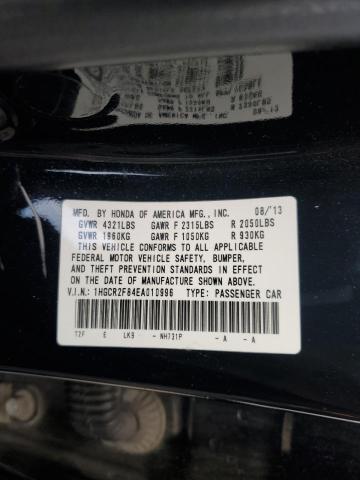 MFD. BY HONDA OF AMERICA MFG., INC. 08/'13
GVWR 4321LBS GAWR F 2315LBS R 2050LBS
GVWR 1960KG GAWR F 1050KG R 930KG
THIS VEHICLE CONFORMS TO ALL APPLICABLE
FEDERAL MOTOR VEHICLE SAFETY, BUMPER,
AND THEFT PREVENTION STANDARDS IN EFFECT
ON THE DATE OF MANUFACTURE SHOWN ABOVE.
V.I.N. 1HGCR2F84EA010996 TYPE: PASSENGER CAR
T2F E LK9 - NH731P - A - A